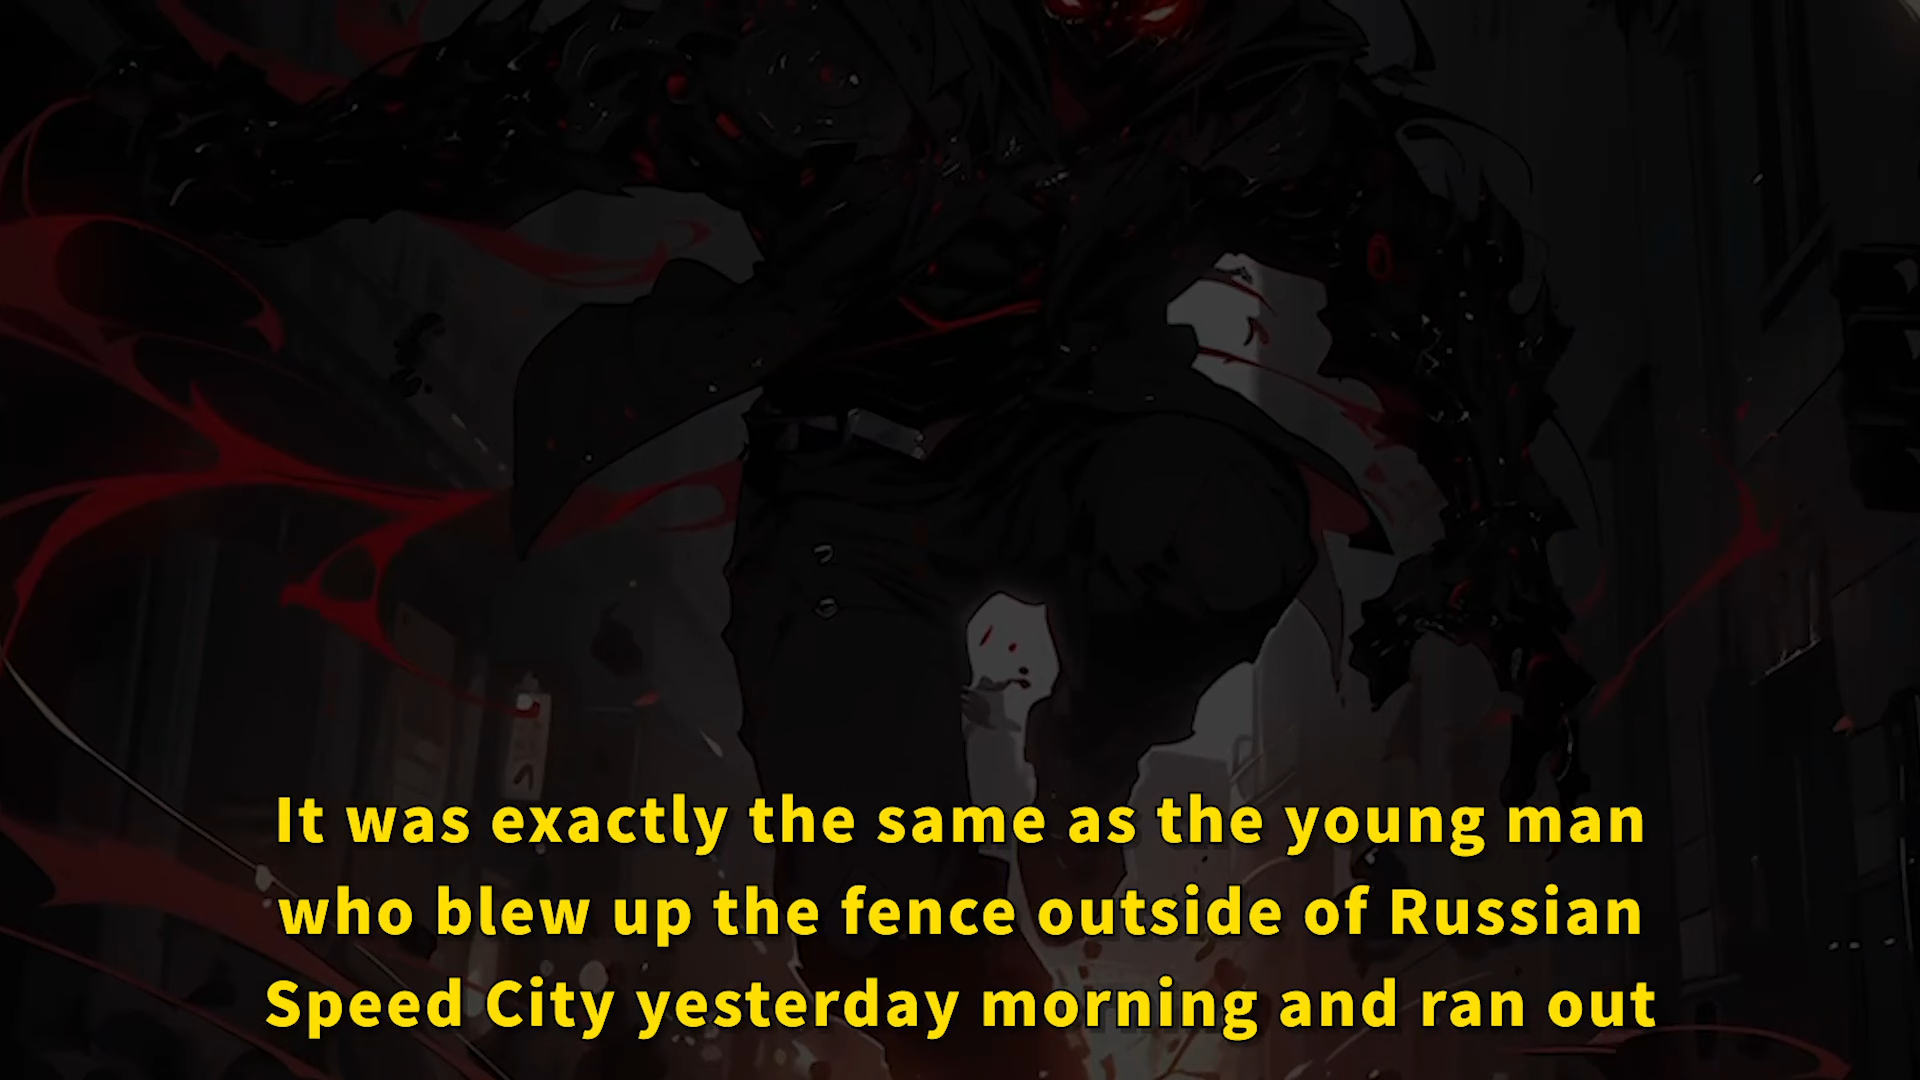 It was exactly the same as the young man
who blew up the fence outside of Russian
Speed City yesterday morning and ran out